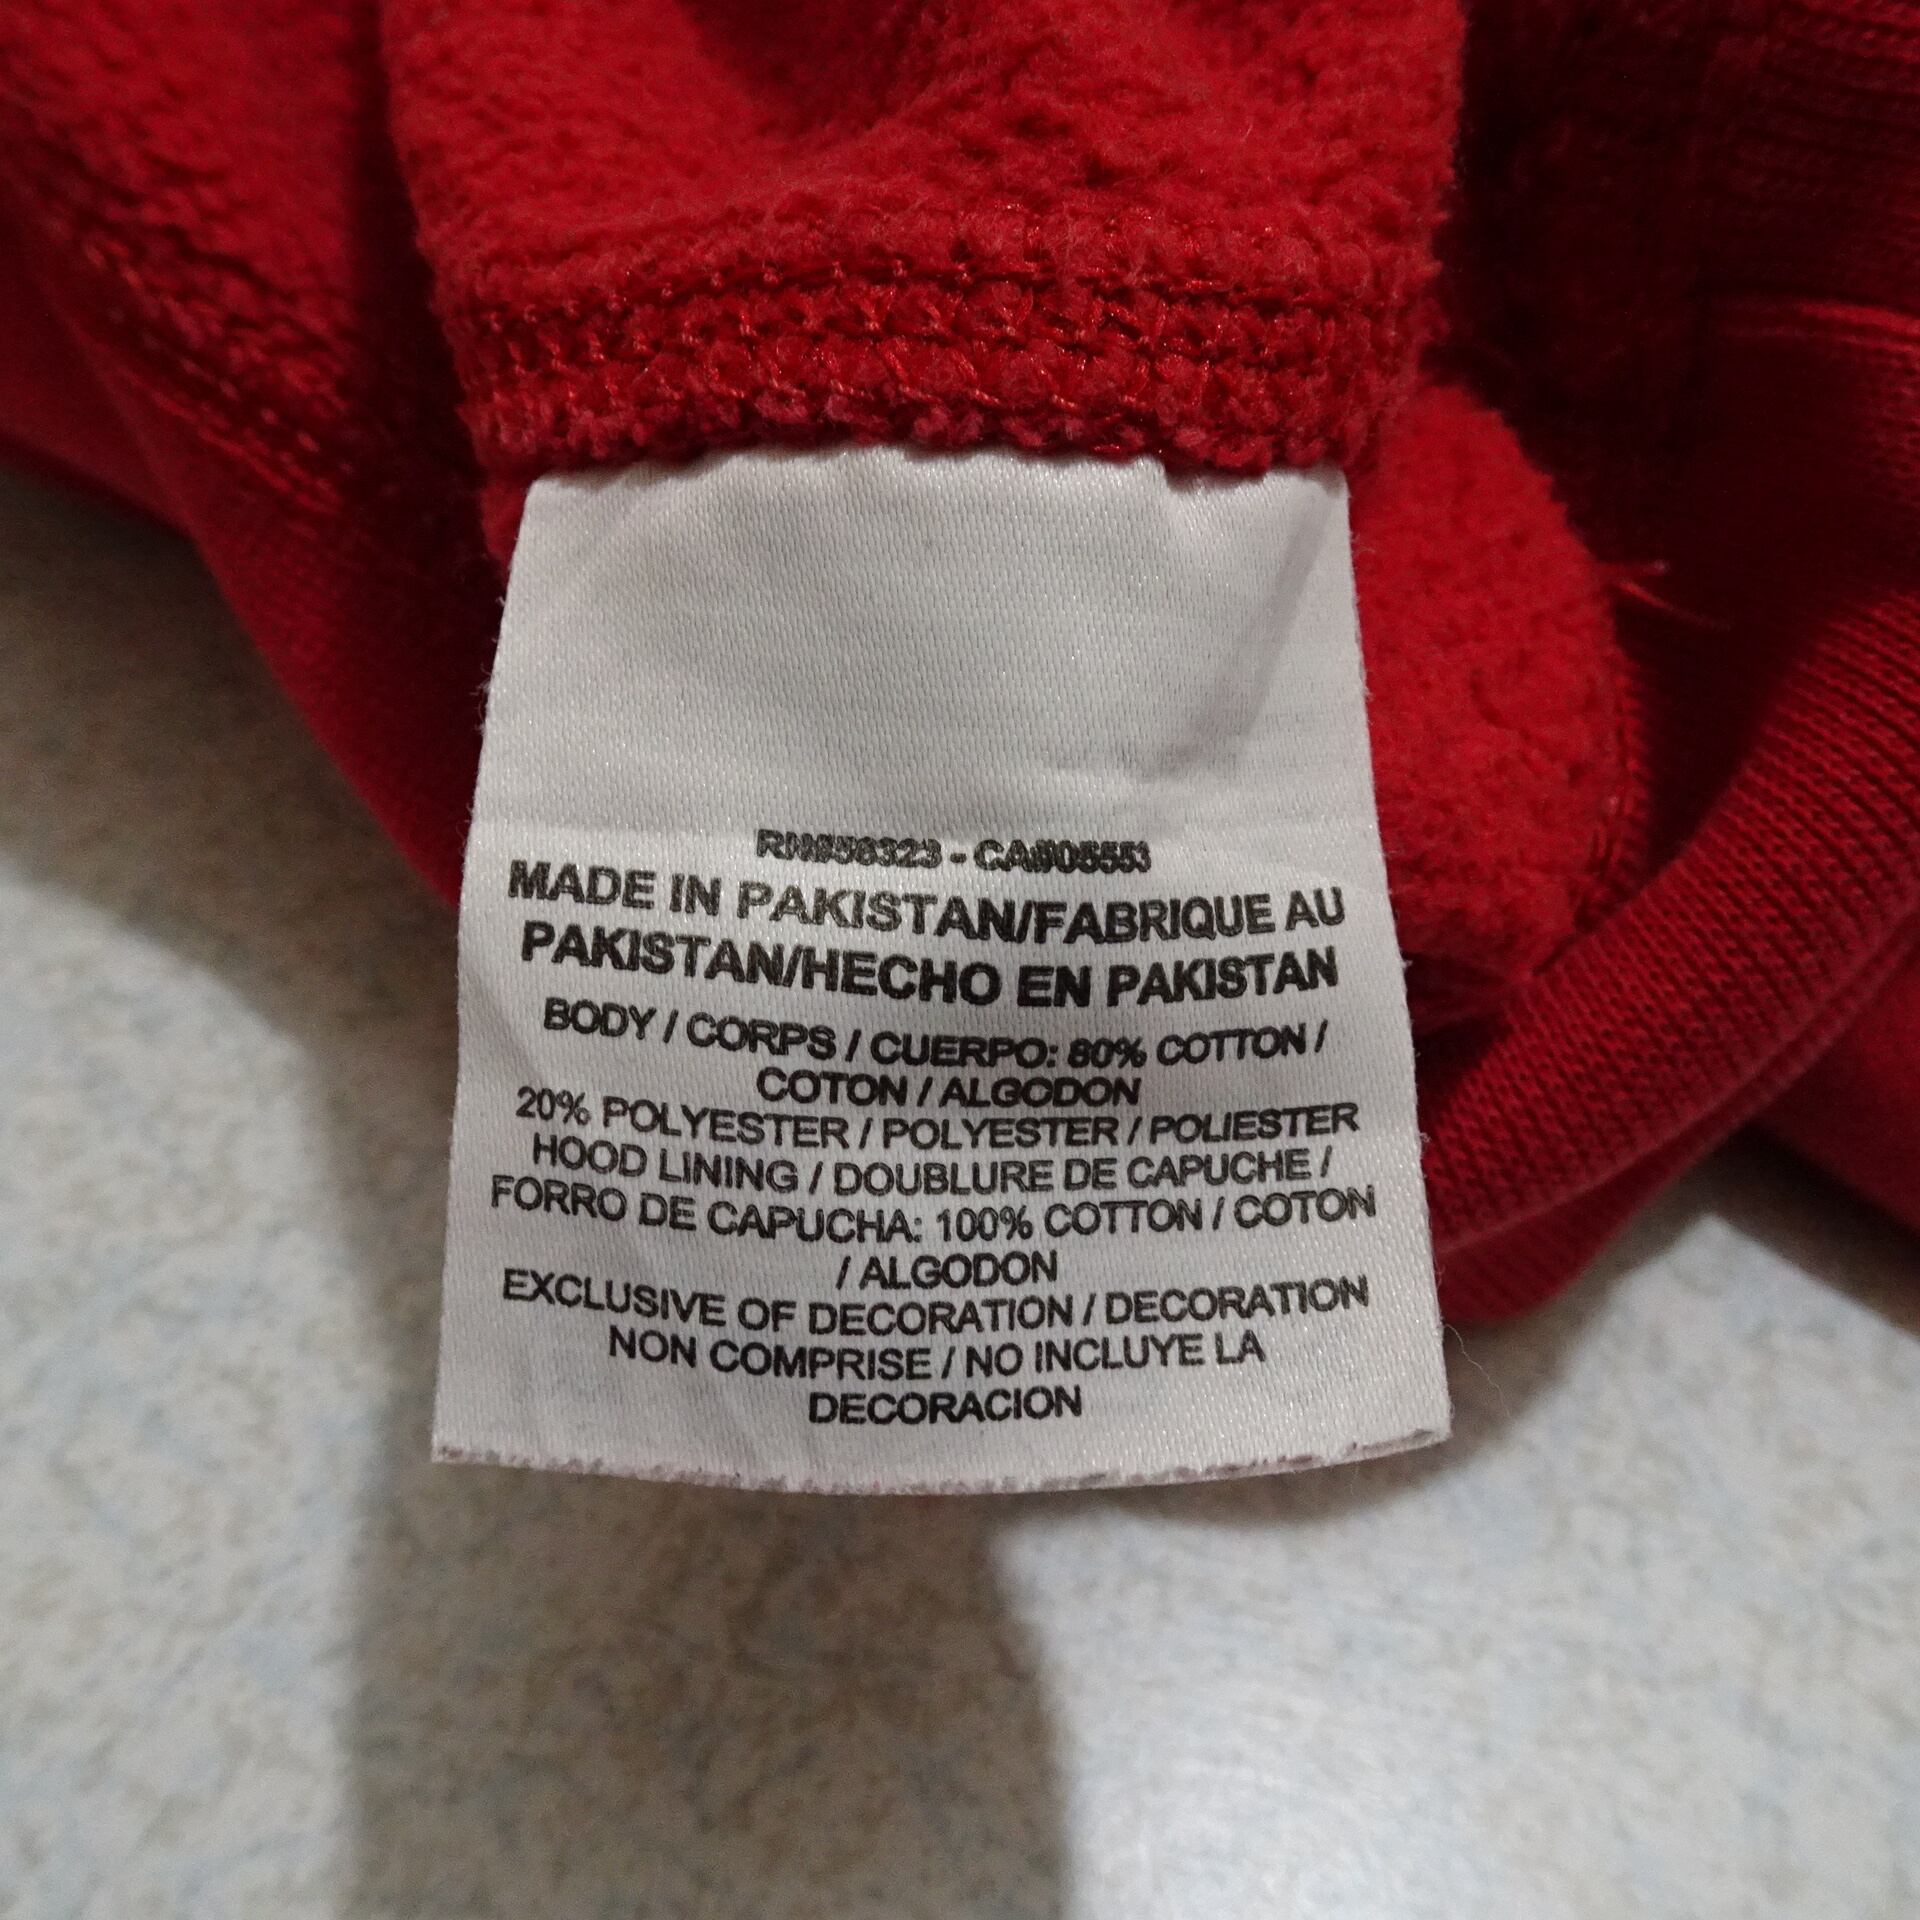 RN#56323 - CA#05553
MADE IN PAKISTAN/FABRIQUE AU
PAKISTAN/HECHO EN PAKISTAN
BODY / CORPS / CUERPO: 80% COTTON /
COTON / ALGODON
20% POLYESTER / POLYESTER / POLIESTER
HOOD LINING / DOUBLURE DE CAPUCHE /
FORRO DE CAPUCHA: 100% COTTON / COTON
/ ALGODON
EXCLUSIVE OF DECORATION / DECORATION
NON COMPRISE / NO INCLUYE LA
DECORACION